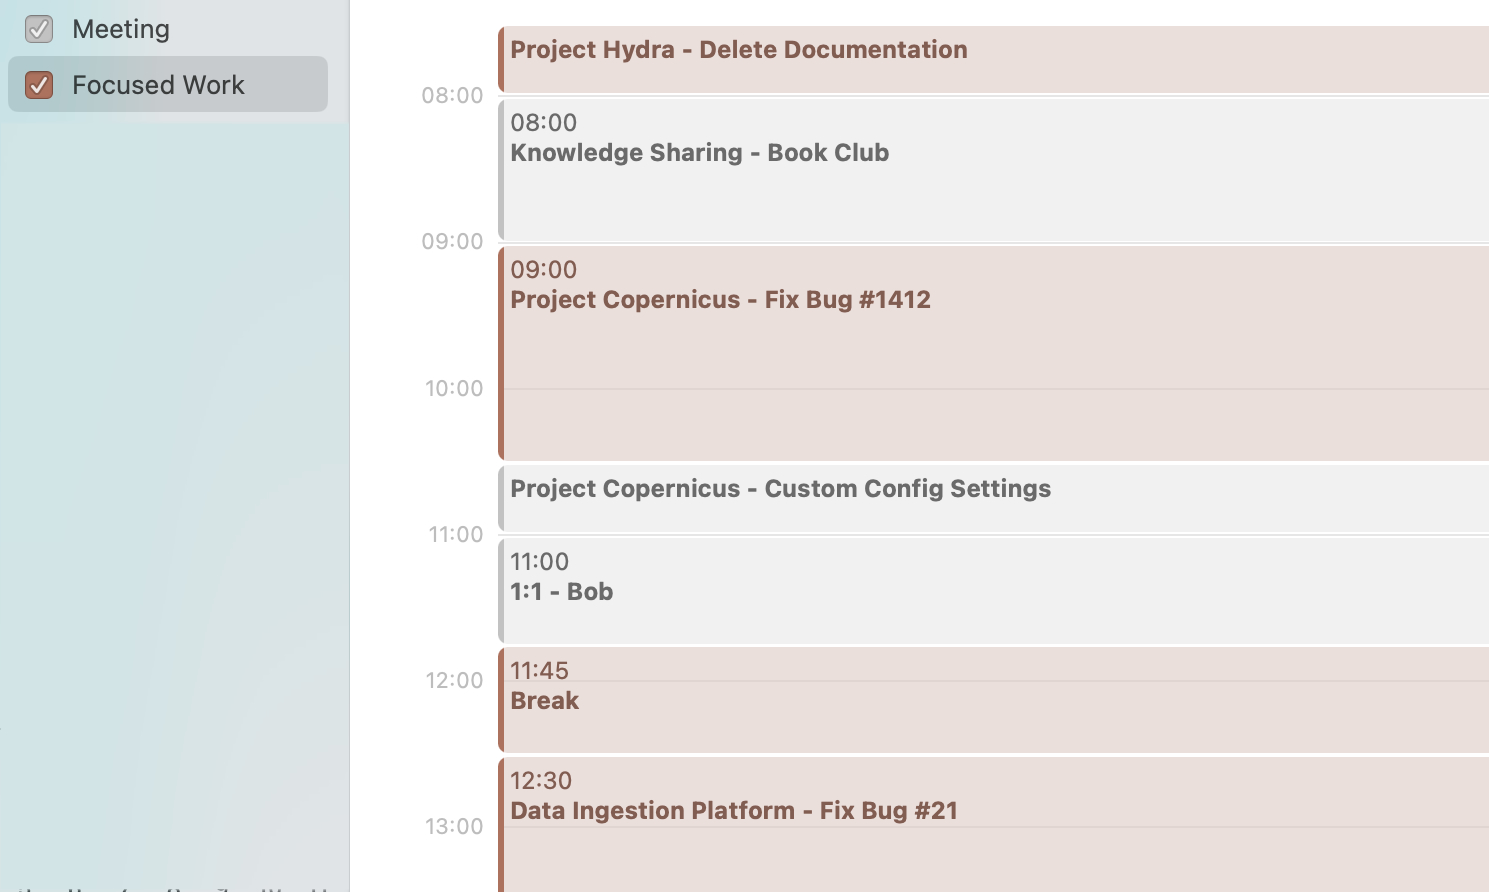 Meeting
Focused Work
Project Hydra - Delete Documentation
08:00
08:00
Knowledge Sharing - Book Club
09:00
09:00
Project Copernicus - Fix Bug #1412
10:00
Project Copernicus - Custom Config Settings
11:00
11:00
1:1 - Bob
11:45
12:00
Break
12:30
Data Ingestion Platform - Fix Bug #21
13:00